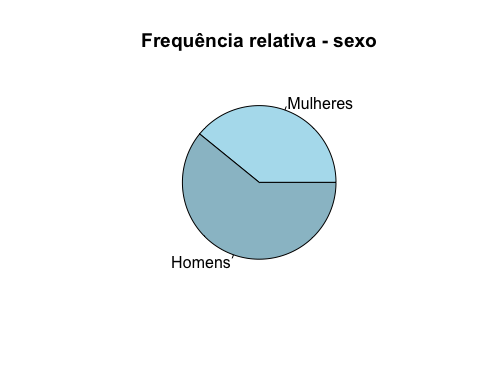 Frequência relativa - sexo
Mulheres
Homens